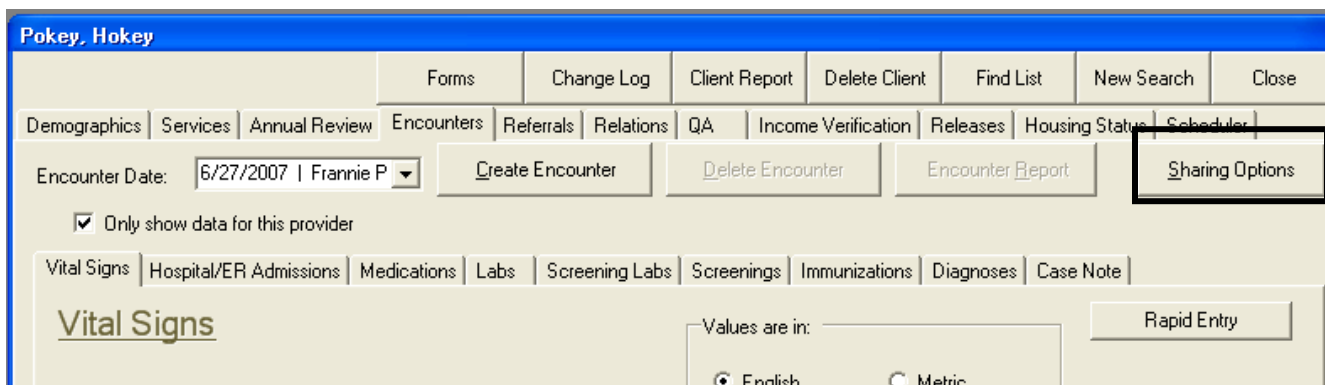 Pokey, Hokey
Forms Change Log Client Report Delete Client Find List New Search Close
Demographics Services Annual Review Encounters Referrals Relations QA Income Verification Releases Housing Status Scheduler
Encounter Date: 6/27/2007 | Frannie P Create Encounter Delete Encounter Encounter Report Sharing Options
Only show data for this provider
Vital Signs Hospital/ER Admissions Medications Labs Screening Labs Screenings Immunizations Diagnoses Case Note
Vital Signs Values are in: Rapid Entry
English Metric